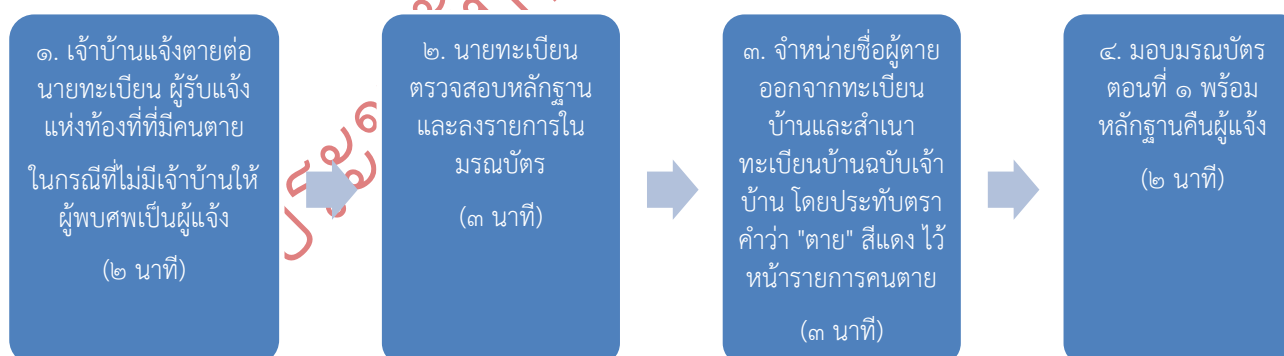 ๑. เจ้าบ้านแจ้งตายต่อ
นายทะเบียน ผู้รับแจ้ง
แห่งท้องที่ที่มีคนตาย
ในกรณีที่ไม่มีเจ้าบ้านให้
ผู้พบศพเป็นผู้แจ้ง
(๒ นาที)
๒. นายทะเบียน
ตรวจสอบหลักฐาน
และลงรายการใน
มรณบัตร
(๓ นาที)
๓. จำหน่ายชื่อผู้ตาย
ออกจากทะเบียน
บ้านและสำเนา
ทะเบียนบ้านฉบับเจ้า
บ้าน โดยประทับตรา
คำว่า "ตาย" สีแดง ไว้
หน้ารายการคนตาย
(๓ นาที)
๔. มอบมรณบัตร
ตอนที่ ๑ พร้อม
หลักฐานคืนผู้แจ้ง
(๒ นาที)